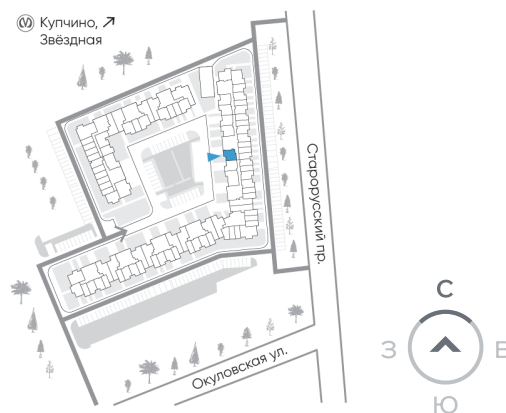 Купчино,
Звёздная
Старорусский пр.
Окуловская ул.
С
З
В
Ю